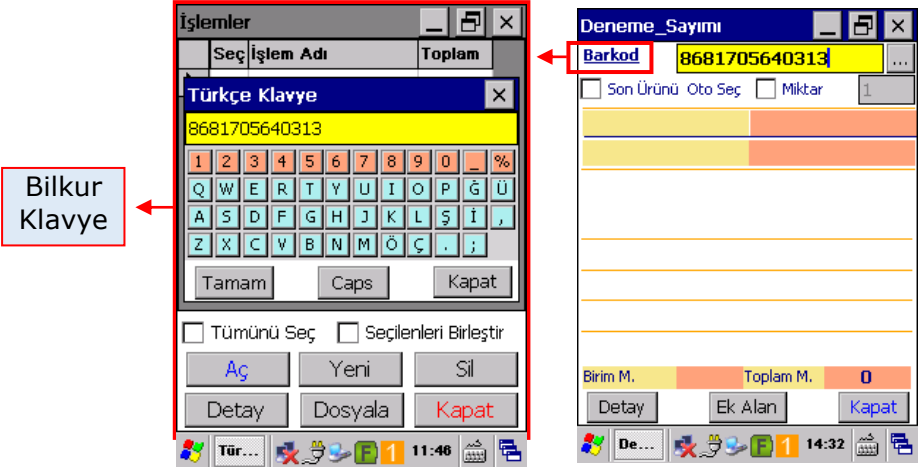 Bilkur
Klavye
İşlemler
Seç İşlem Adı Toplam
Türkçe Klavye
8681705640313
1 2 3 4 5 6 7 8 9 0 _ %
Q W E R T Y U I O P Ğ Ü
A S D F G H J K L Ş İ ,
Z X C V B N M Ö Ç . ;
Tamam Caps Kapat
Tümünü Seç Seçilenleri Birleştir
Aç Yeni Sil
Detay Dosyala Kapat
Tür... F 1 11:46
Deneme_Sayımı
Barkod 8681705640313 ...
Son Ürünü Oto Seç Miktar 1
Birim M. Toplam M. 0
Detay Ek Alan Kapat
De... F 1 14:32